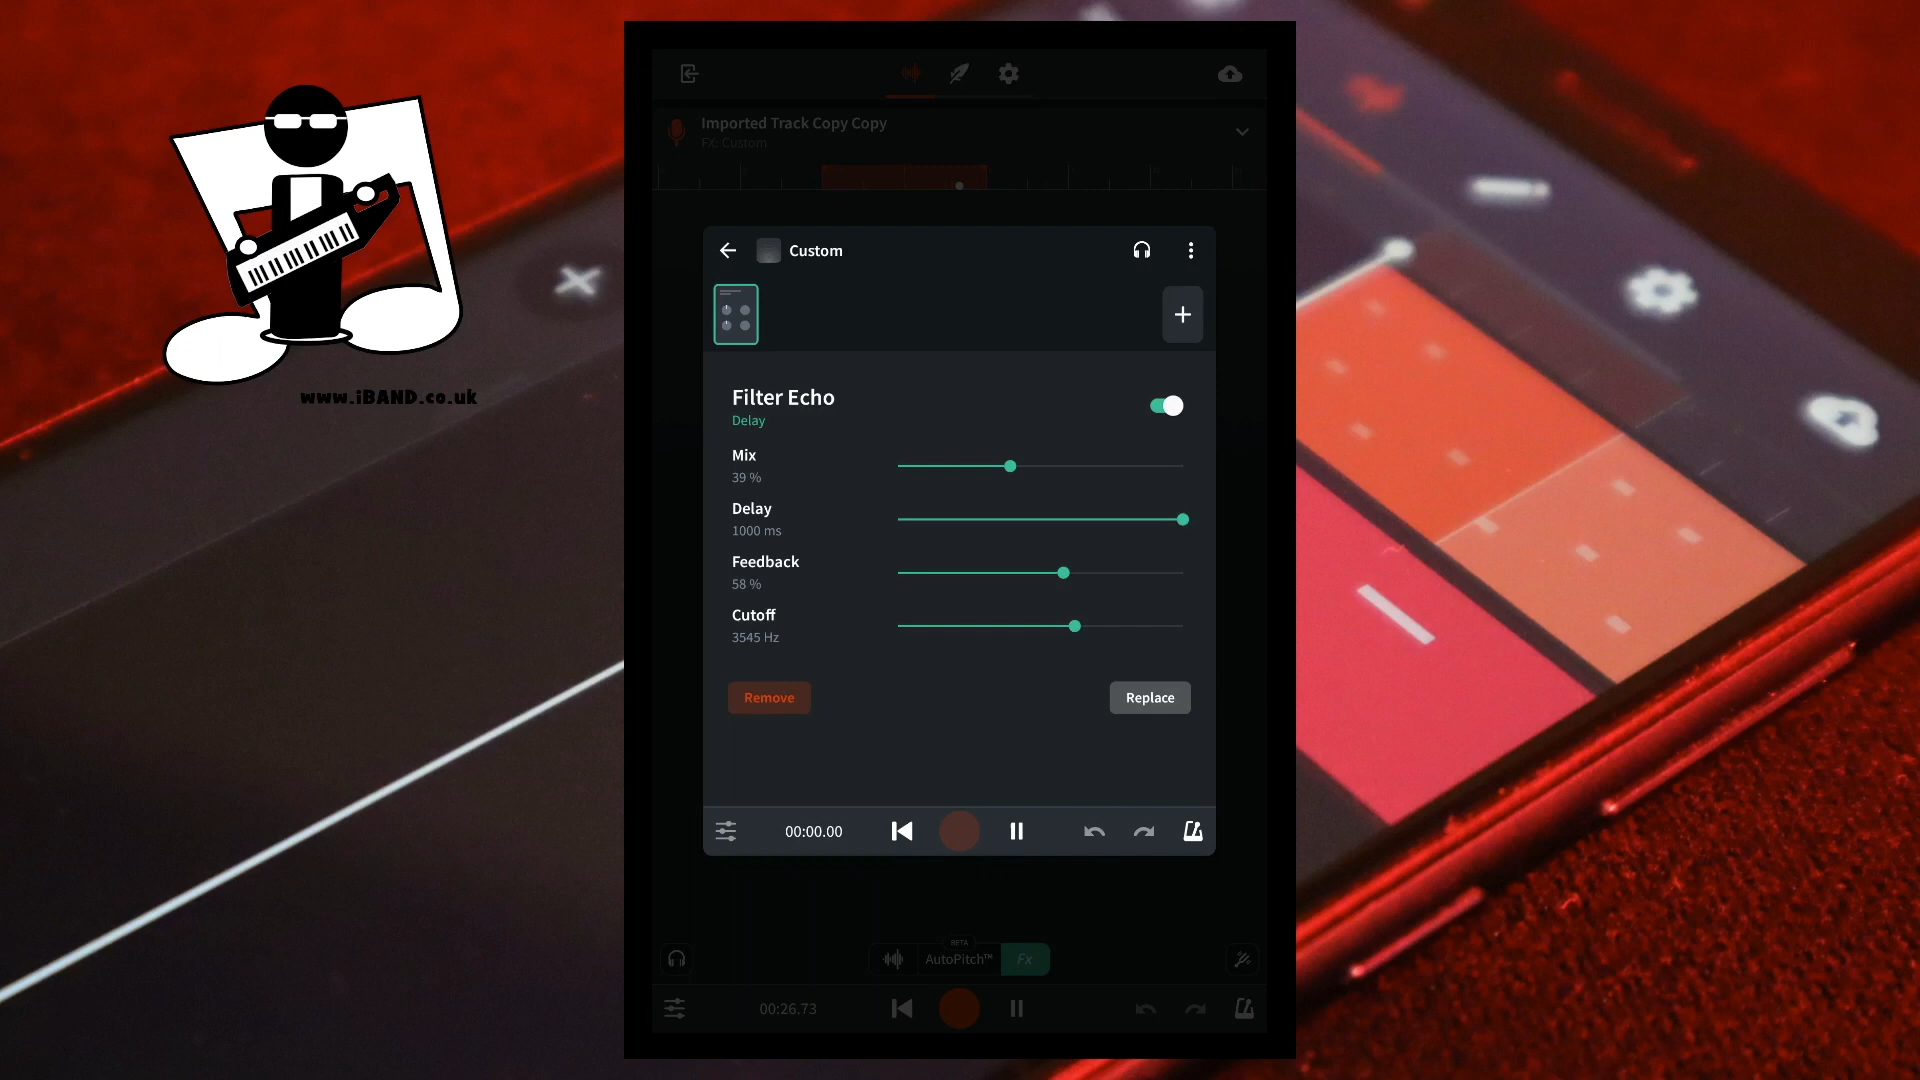 Imported Track Copy Copy
FX: Custom
Custom
Filter Echo
Delay
Mix
39 %
Delay
1000 ms
Feedback
58 %
Cutoff
3545 Hz
Remove
Replace
00:00.00
BETA
AutoPitch™
Fx
00:26.73
www.iBAND.co.uk